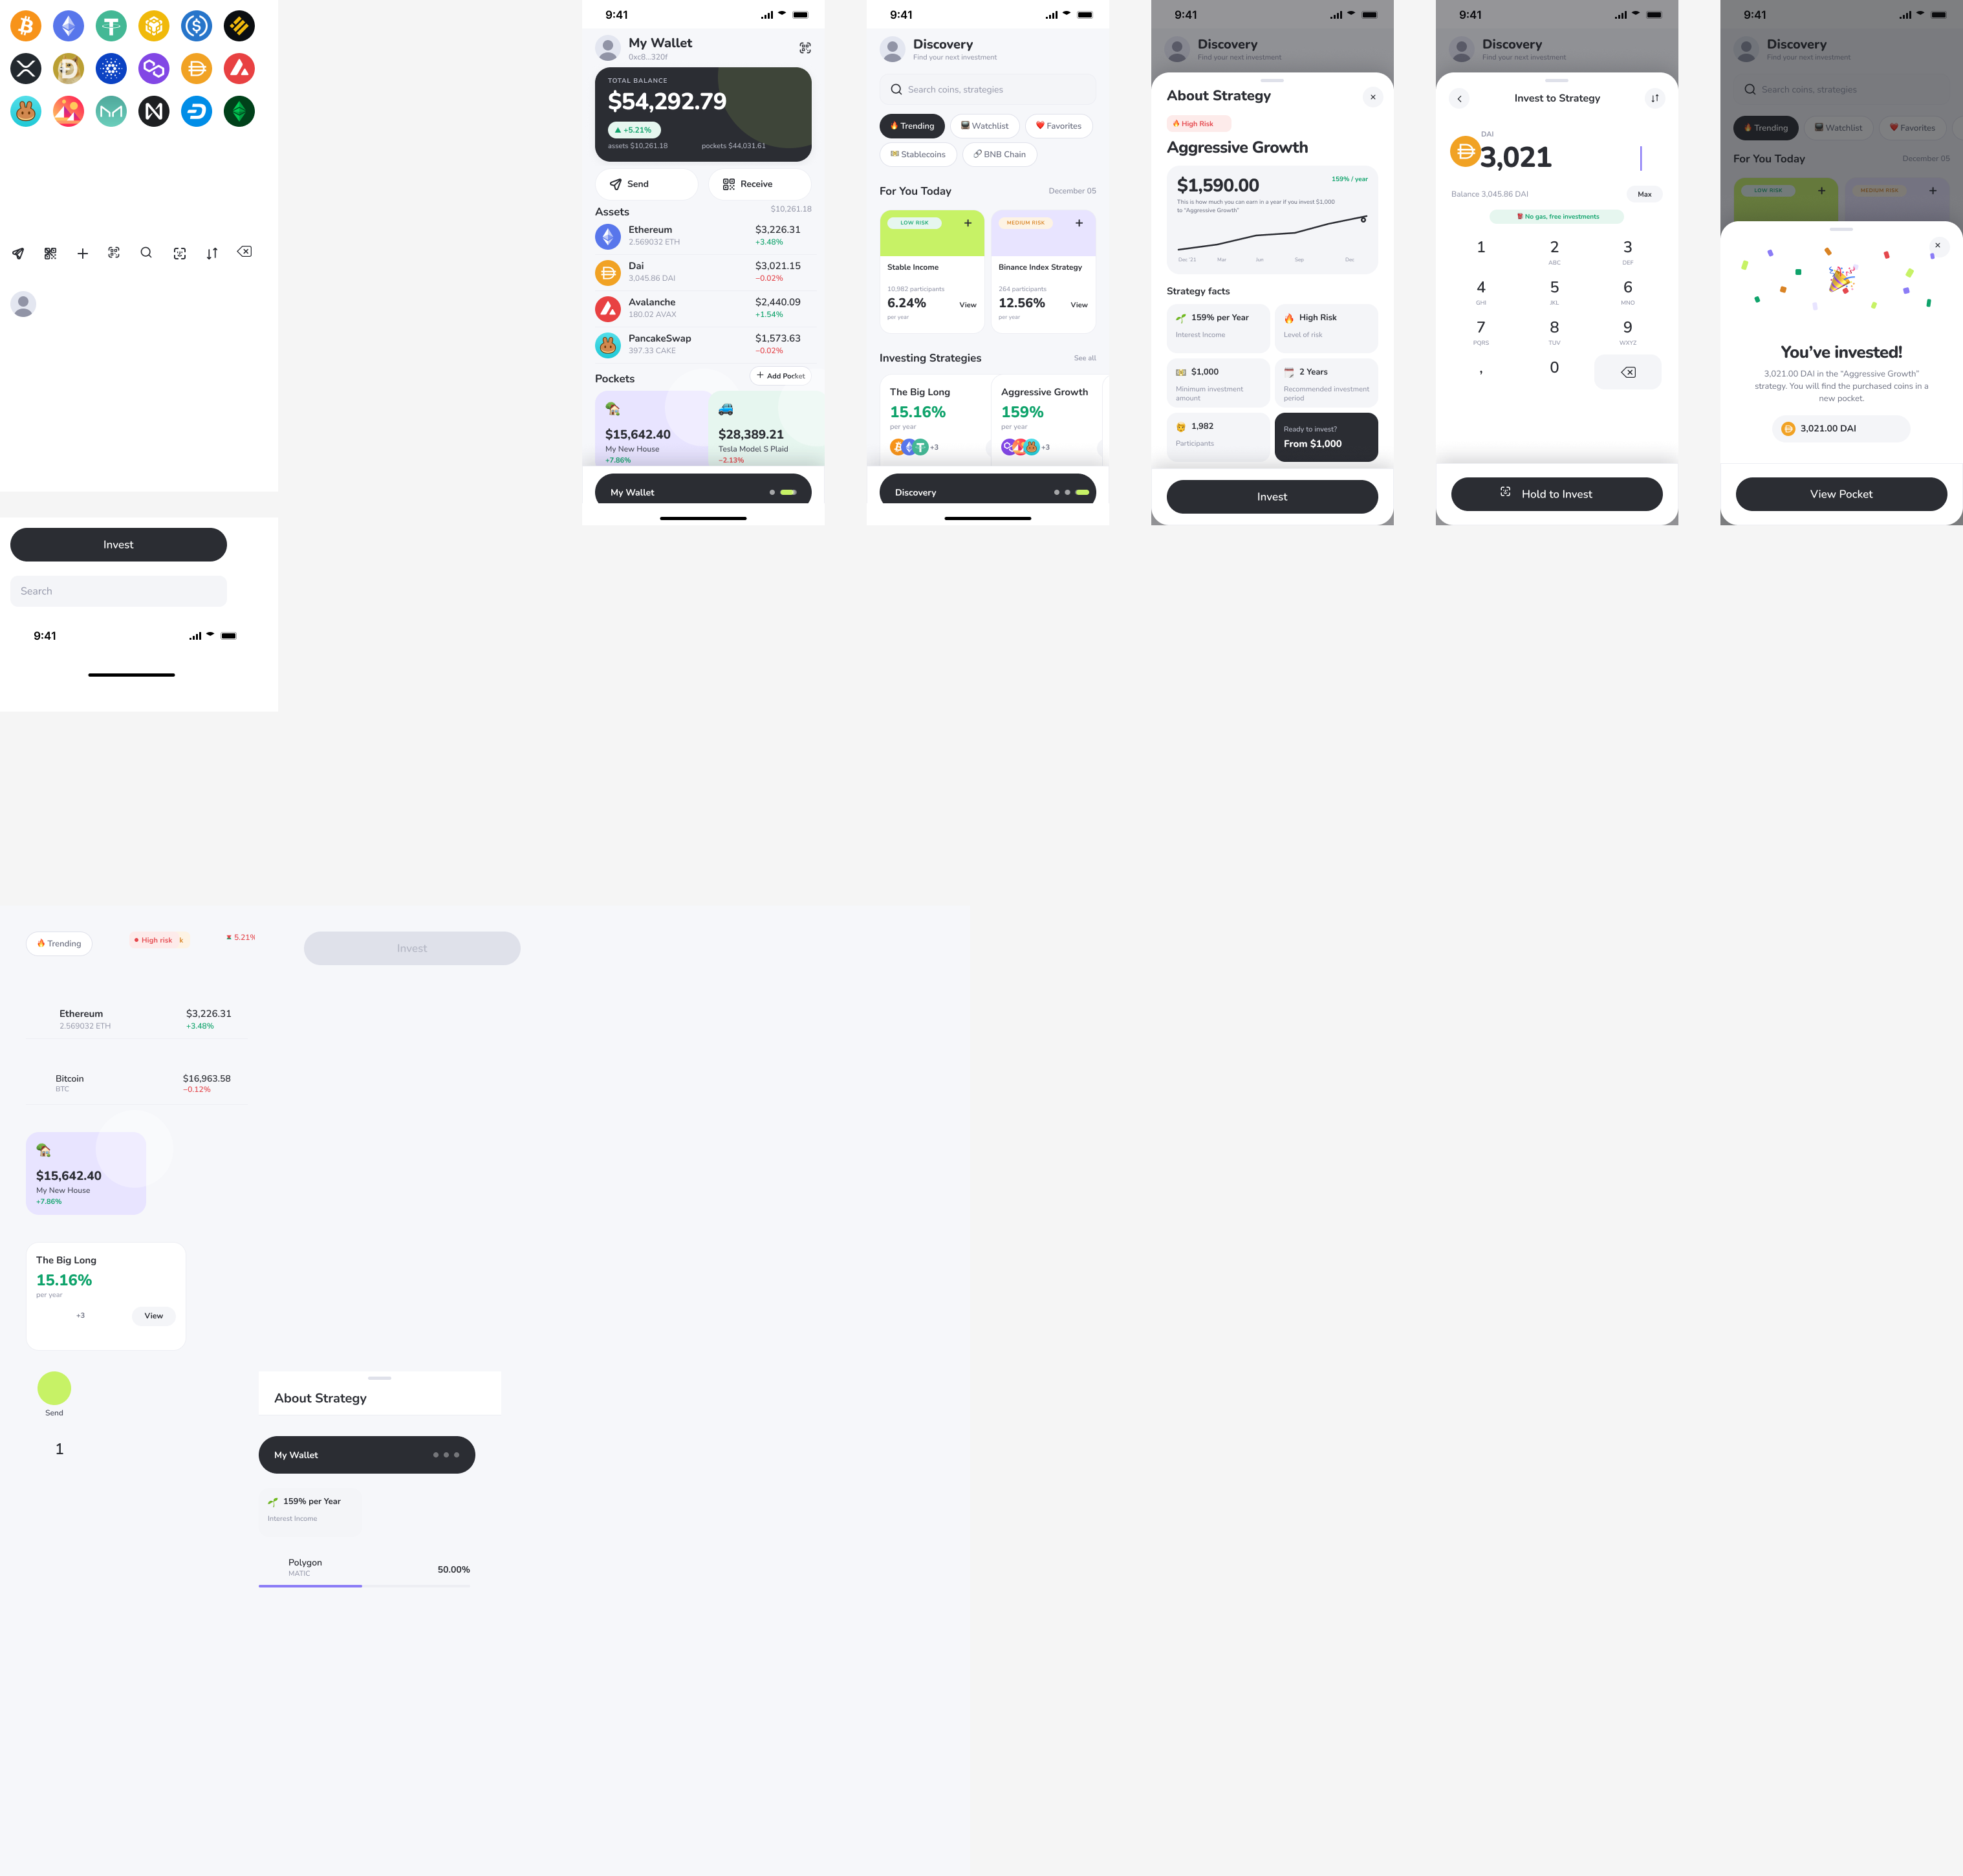 Invest
Search
9:41
9:41
My Wallet
0xc8...320f
TOTAL BALANCE
$54,292.79
+5.21%
assets $10,261.18 pockets $44,031.61
Send Receive
Assets $10,261.18
Ethereum $3,226.31
2.569032 ETH +3.48%
Dai $3,021.15
3,045.86 DAI −0.02%
Avalanche $2,440.09
180.02 AVAX +1.54%
PancakeSwap $1,573.63
397.33 CAKE −0.02%
Pockets Add Pocket
$15,642.40 $28,389.21
My New House Tesla Model S Plaid
+7.86% −2.13%
My Wallet
9:41
Discovery
Find your next investment
Search coins, strategies
Trending Watchlist Favorites
Stablecoins BNB Chain
For You Today December 05
LOW RISK MEDIUM RISK
Stable Income Binance Index Strategy
10,982 participants 264 participants
6.24% View 12.56% View
per year per year
Investing Strategies See all
The Big Long Aggressive Growth
15.16% 159%
per year per year
+3 +3
Discovery
9:41
Discovery
Find your next investment
About Strategy
High Risk
Aggressive Growth
$1,590.00 159% / year
This is how much you can earn in a year if you invest $1,000
to “Aggressive Growth”
Dec ’21 Mar Jun Sep Dec
Strategy facts
159% per Year High Risk
Interest Income Level of risk
$1,000 2 Years
Minimum investment Recommended investment
amount period
1,982 Ready to invest?
Participants From $1,000
Invest
9:41
Discovery
Find your next investment
Invest to Strategy
DAI
3,021
Balance 3,045.86 DAI Max
No gas, free investments
1 2 3
ABC DEF
4 5 6
GHI JKL MNO
7 8 9
PQRS TUV WXYZ
, 0
Hold to Invest
9:41
Discovery
Find your next investment
Search coins, strategies
Trending Watchlist Favorites
For You Today December 05
LOW RISK MEDIUM RISK
You’ve invested!
3,021.00 DAI in the “Aggressive Growth”
strategy. You will find the purchased coins in a
new pocket.
3,021.00 DAI
View Pocket
Trending High risk k 5.21%
Invest
Ethereum $3,226.31
2.569032 ETH +3.48%
Bitcoin $16,963.58
BTC −0.12%
$15,642.40
My New House
+7.86%
The Big Long
15.16%
per year
+3 View
Send
1
About Strategy
My Wallet
159% per Year
Interest Income
Polygon 50.00%
MATIC